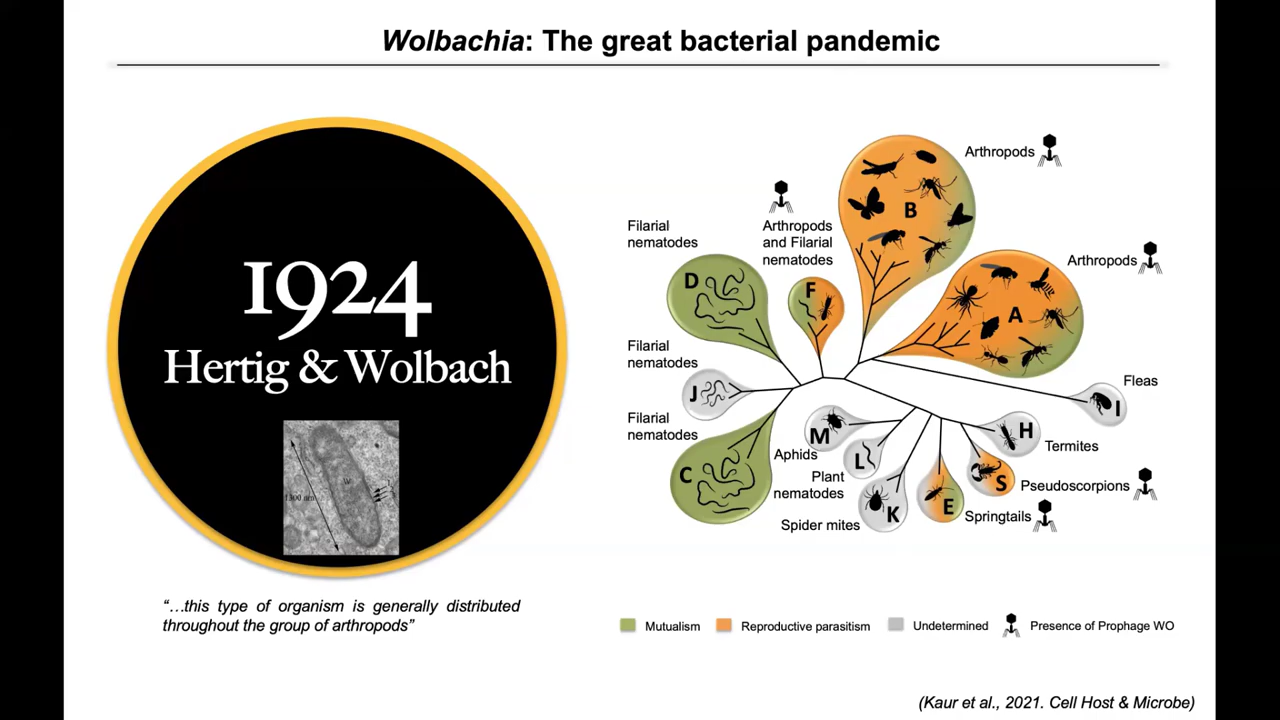 Wolbachia: The great bacterial pandemic
1924
Hertig & Wolbach
1300 nm
W
“…this type of organism is generally distributed
throughout the group of arthropods”
Arthropods
B
Arthropods
and Filarial
nematodes
F
Filarial
nematodes
D
Arthropods
A
Filarial
nematodes
J
Fleas
I
Filarial
nematodes
C
M
Aphids
L
Plant
nematodes
K
Spider mites
E
Springtails
S
Pseudoscorpions
H
Termites
Mutualism
Reproductive parasitism
Undetermined
Presence of Prophage WO
(Kaur et al., 2021. Cell Host & Microbe)